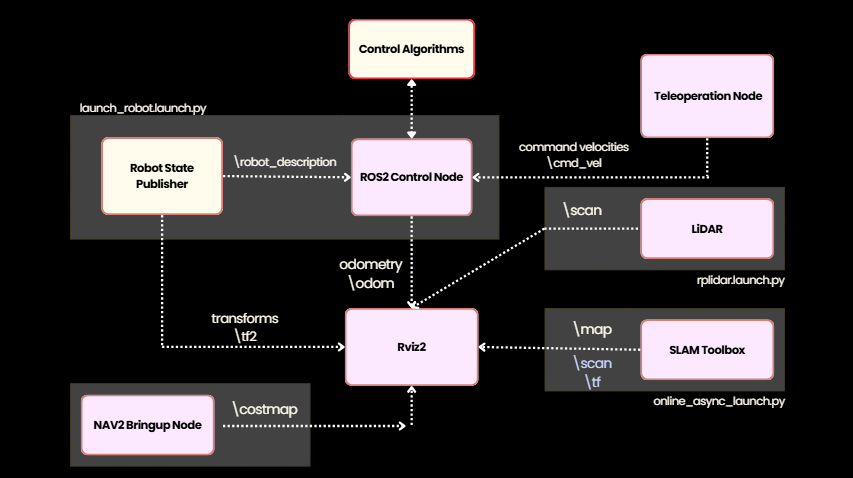 Control Algorithms
Teleoperation Node
launch_robot.launch.py
Robot State
Publisher
\robot_description
ROS2 Control Node
command velocities
\cmd_vel
\scan
LiDAR
rplidar.launch.py
odometry
\odom
transforms
\tf2
Rviz2
\map
\scan
\tf
SLAM Toolbox
online_async_launch.py
NAV2 Bringup Node
\costmap